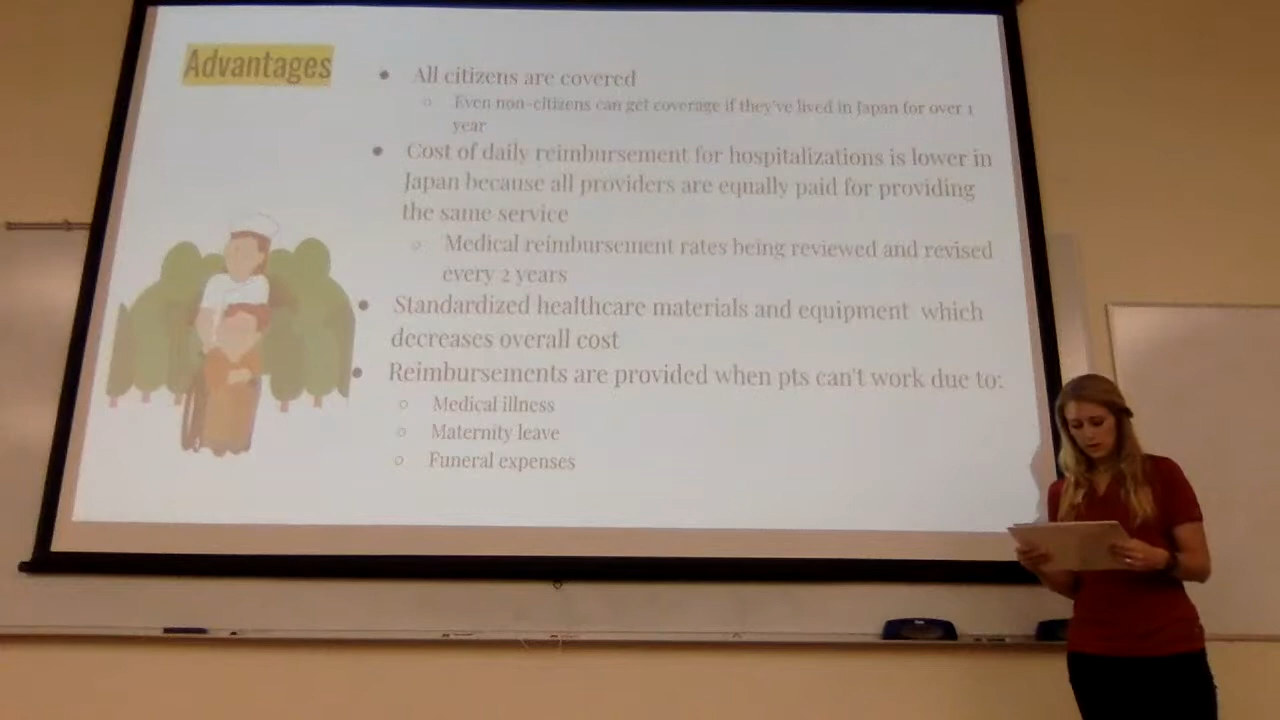 Advantages
All citizens are covered
Even non-citizens can get coverage if they've lived in Japan for over 1
year
Cost of daily reimbursement for hospitalizations is lower in
Japan because all providers are equally paid for providing
the same service
Medical reimbursement rates being reviewed and revised
every 2 years
Standardized healthcare materials and equipment which
decreases overall cost
Reimbursements are provided when pts can't work due to:
Medical illness
Maternity leave
Funeral expenses